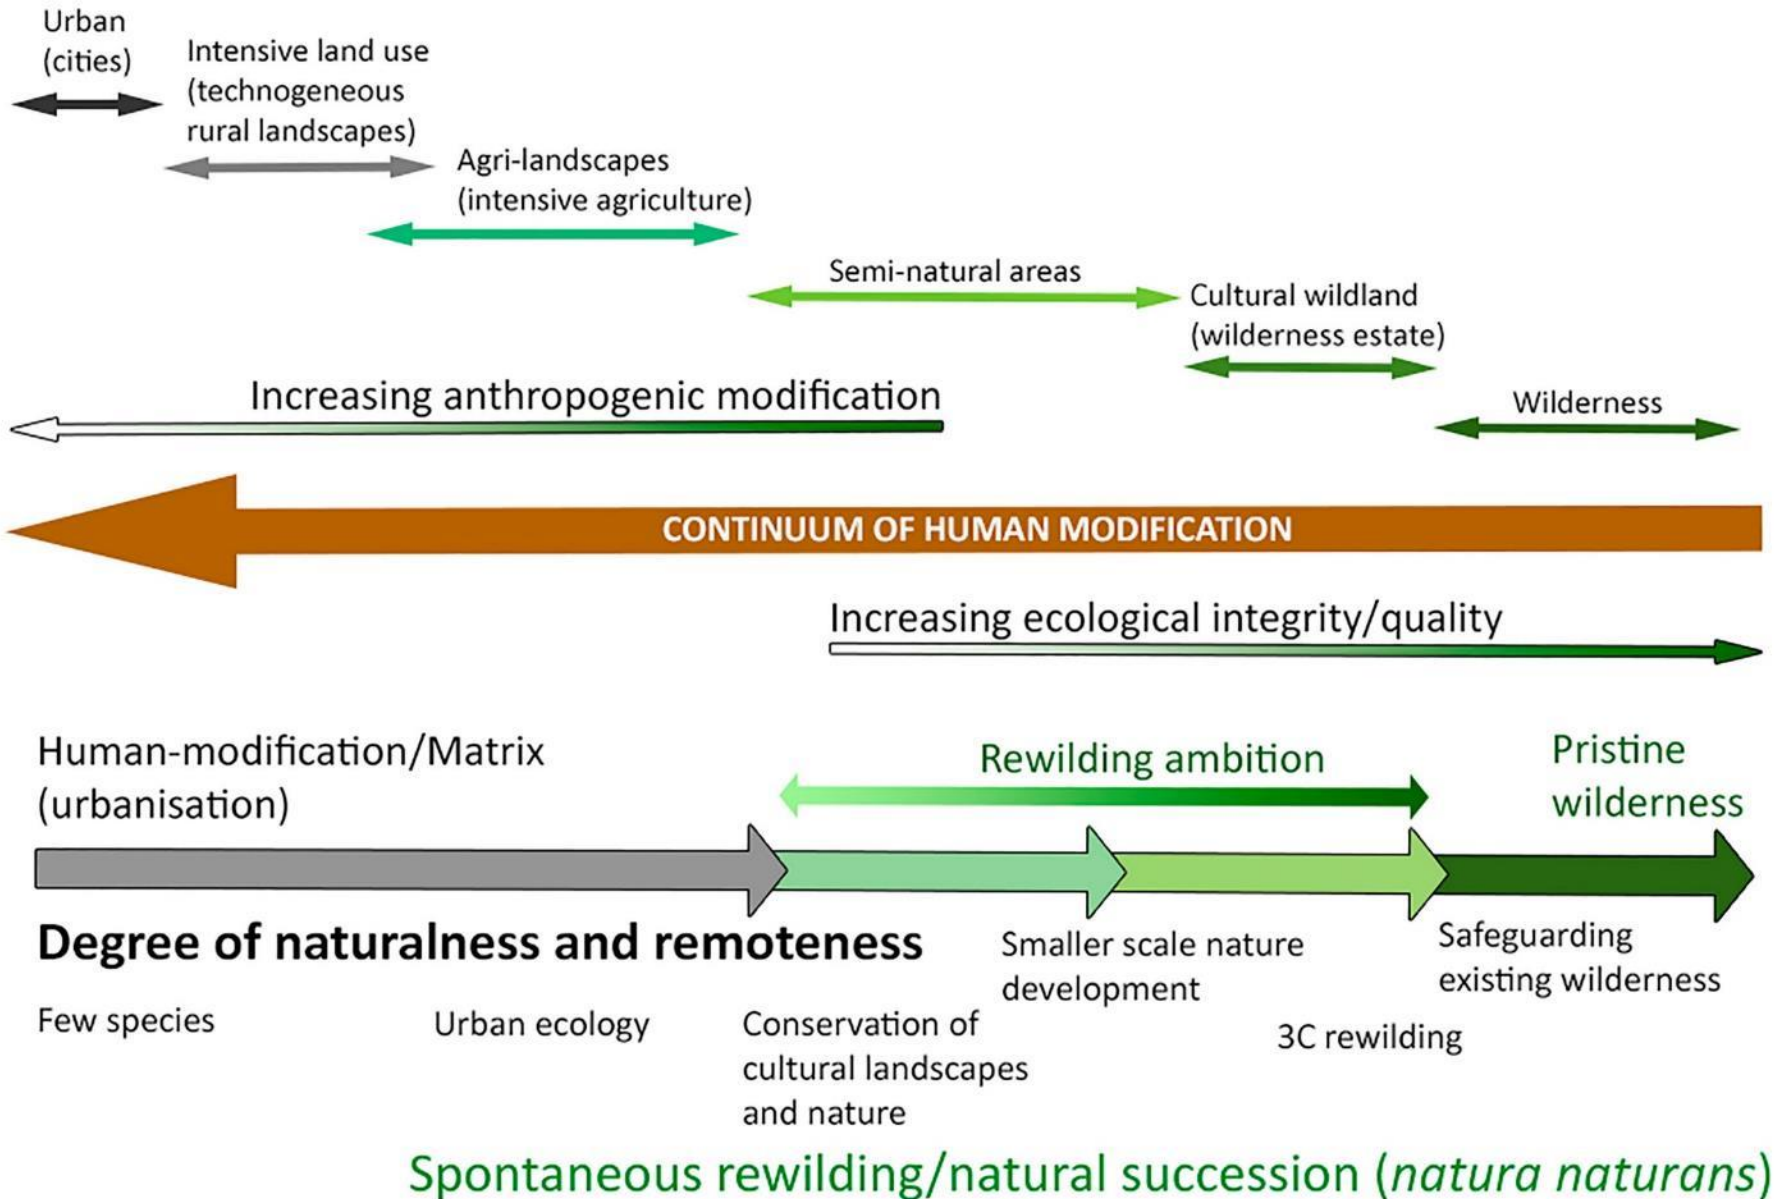 Urban
(cities)
Intensive land use
(technogeneous
rural landscapes)
Agri-landscapes
(intensive agriculture)
Semi-natural areas
Cultural wildland
(wilderness estate)
Increasing anthropogenic modification
Wilderness
CONTINUUM OF HUMAN MODIFICATION
Increasing ecological integrity/quality
Human-modification/Matrix
(urbanisation)
Rewilding ambition
Pristine
wilderness
Degree of naturalness and remoteness
Smaller scale nature
development
Safeguarding
existing wilderness
Few species
Urban ecology
Conservation of
cultural landscapes
and nature
3C rewilding
Spontaneous rewilding/natural succession (natura naturans)